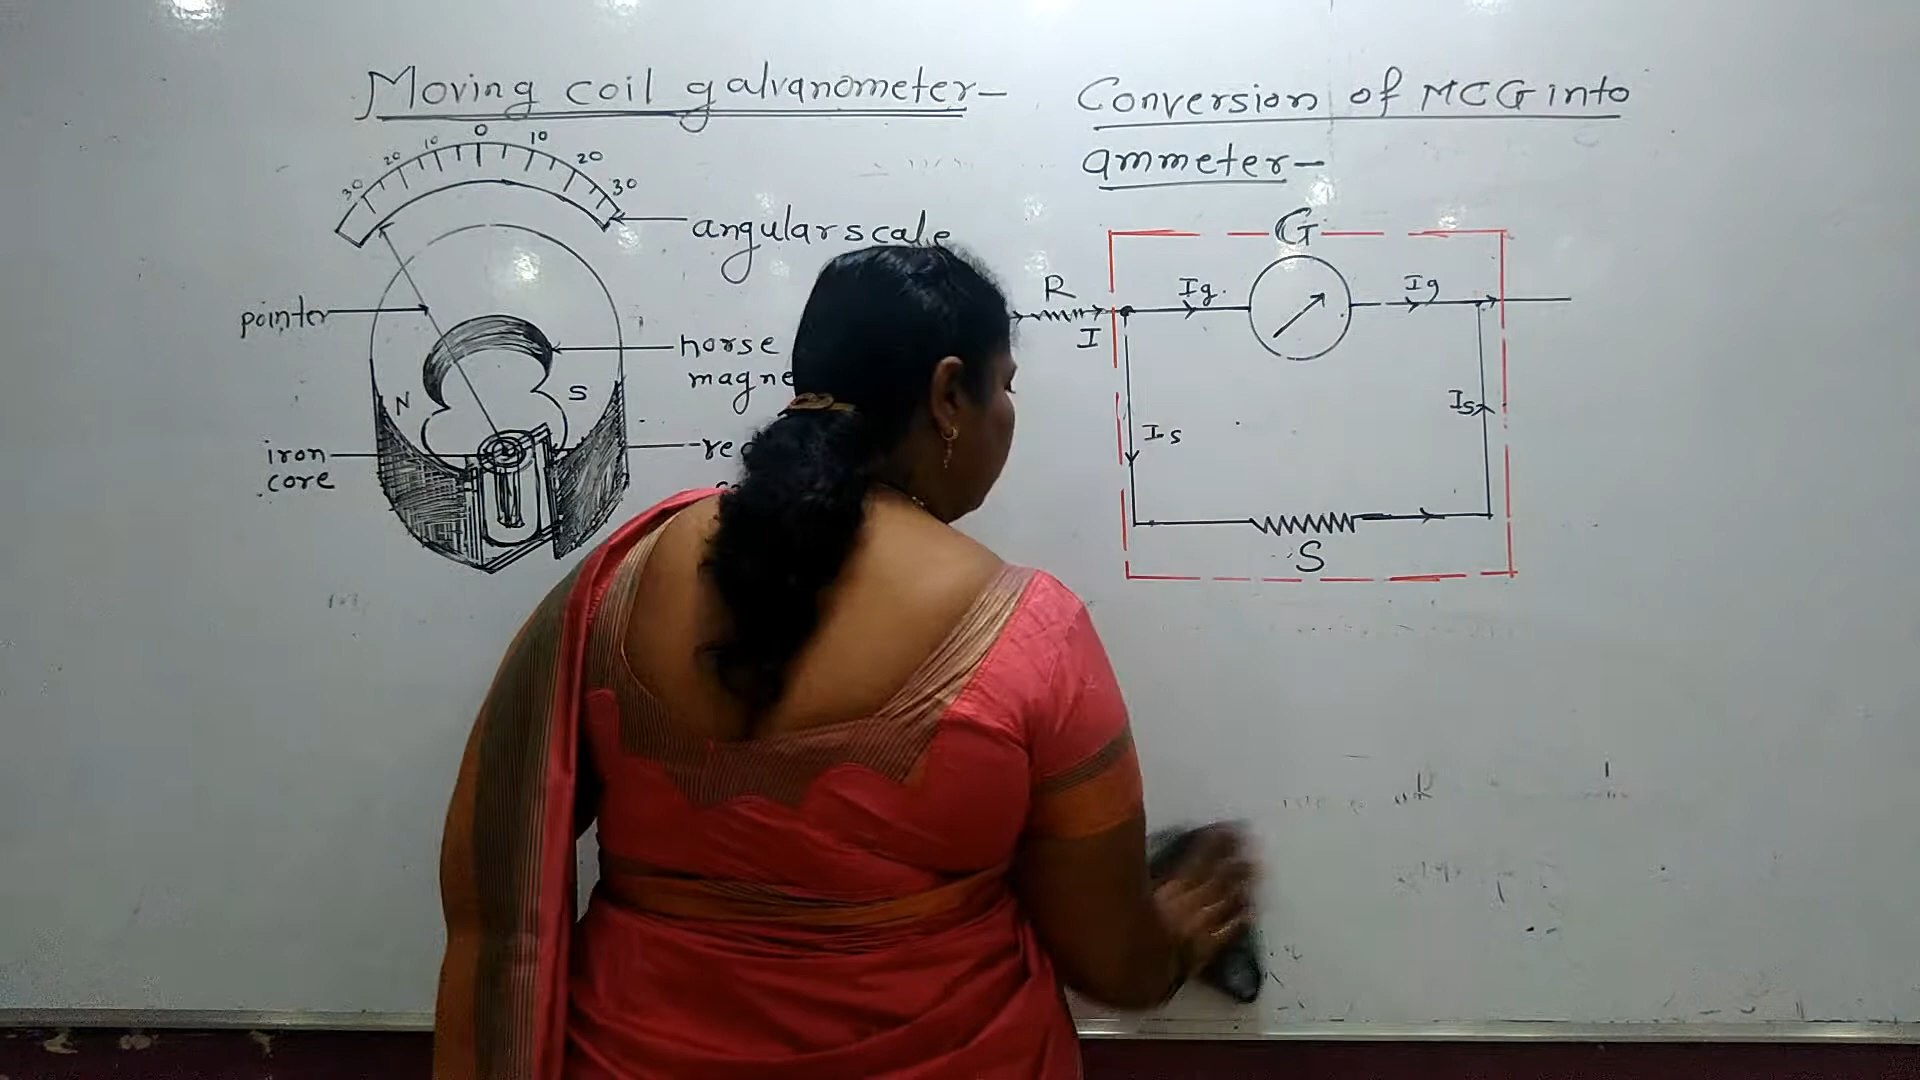 Moving coil galvanometer-
30 20 10 0 10 20 30
angular scale
pointer
horse
magne
N
S
iron
core
Conversion of MCG into
ammeter-
G
R
Ig
Ig
I
Is
Is
S